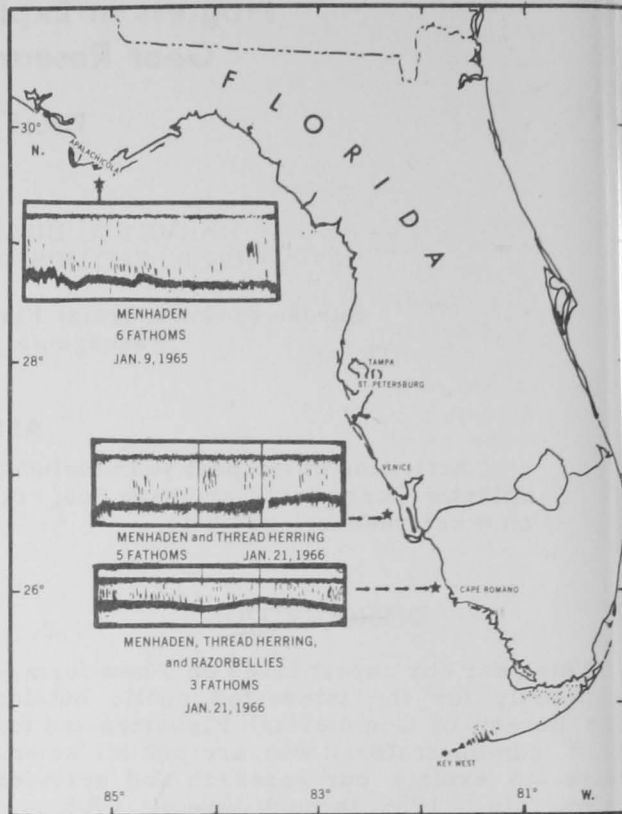 FLORIDA
30°
N.
APALACHICOLA
MENHADEN
6 FATHOMS
JAN. 9, 1965
28°
TAMPA
ST. PETERSBURG
VENICE
MENHADEN and THREAD HERRING
5 FATHOMS JAN. 21, 1966
26°
CAPE ROMANO
MENHADEN, THREAD HERRING,
and RAZORBELLIES
3 FATHOMS
JAN. 21, 1966
KEY WEST
85° 83° 81° W.